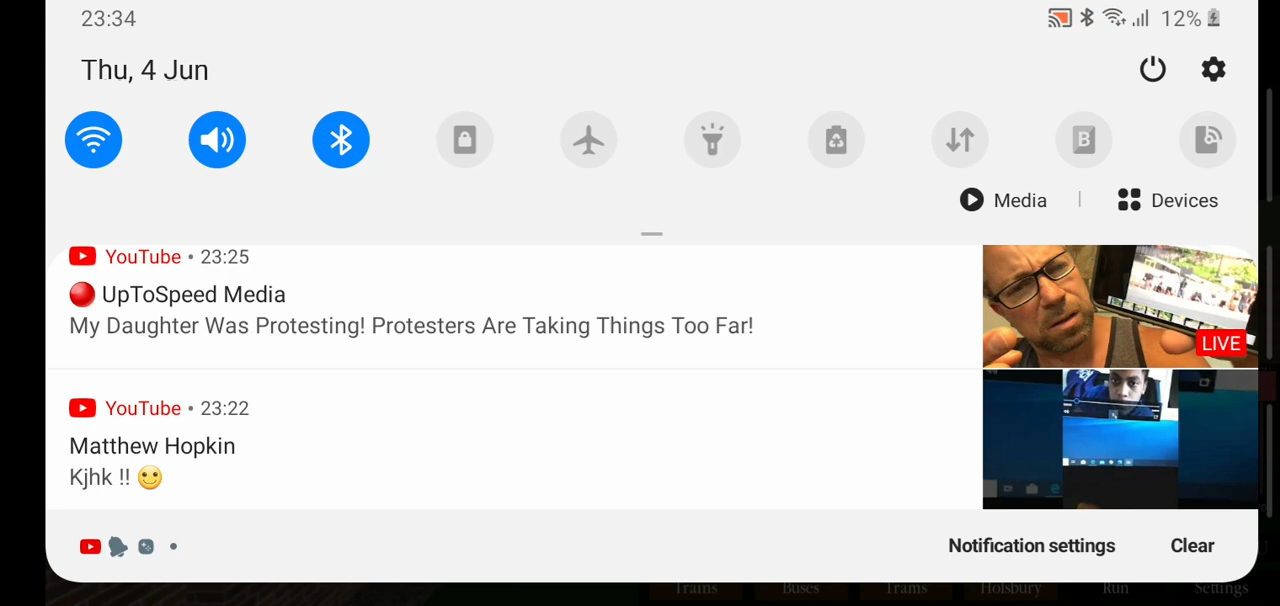 23:34
12%
Thu, 4 Jun
B
Media | Devices
YouTube • 23:25
UpToSpeed Media
My Daughter Was Protesting! Protesters Are Taking Things Too Far!
LIVE
YouTube • 23:22
Matthew Hopkin
Kjhk !! 🙂
Notification settings
Clear
Trains Buses Trams Holsbury Run Settings